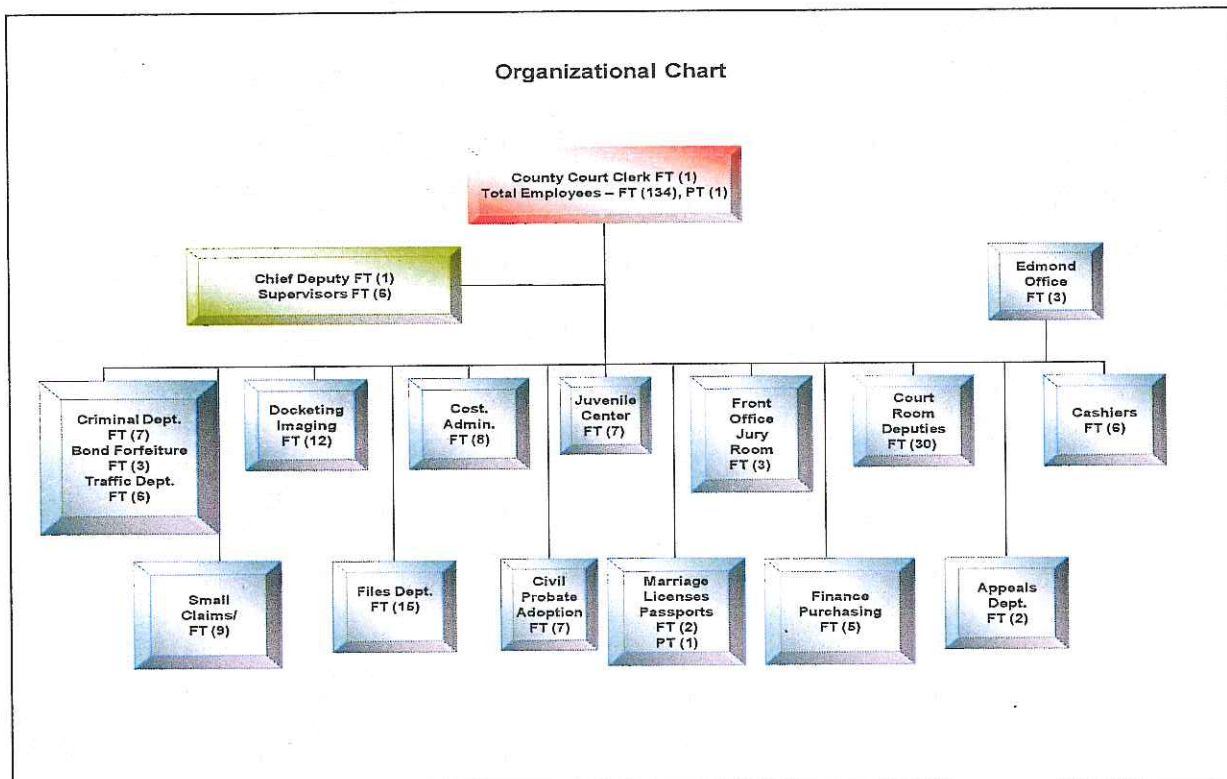 Organizational Chart
County Court Clerk FT (1)
Total Employees – FT (134), PT (1)
Chief Deputy FT (1)
Supervisors FT (6)
Edmond
Office
FT (3)
Criminal Dept.
FT (7)
Bond Forfeiture
FT (3)
Traffic Dept.
FT (6)
Docketing
Imaging
FT (12)
Cost.
Admin.
FT (8)
Juvenile
Center
FT (7)
Front
Office
Jury
Room
FT (3)
Court
Room
Deputies
FT (30)
Cashiers
FT (6)
Small
Claims/
FT (9)
Files Dept.
FT (15)
Civil
Probate
Adoption
FT (7)
Marriage
Licenses
Passports
FT (2)
PT (1)
Finance
Purchasing
FT (5)
Appeals
Dept.
FT (2)